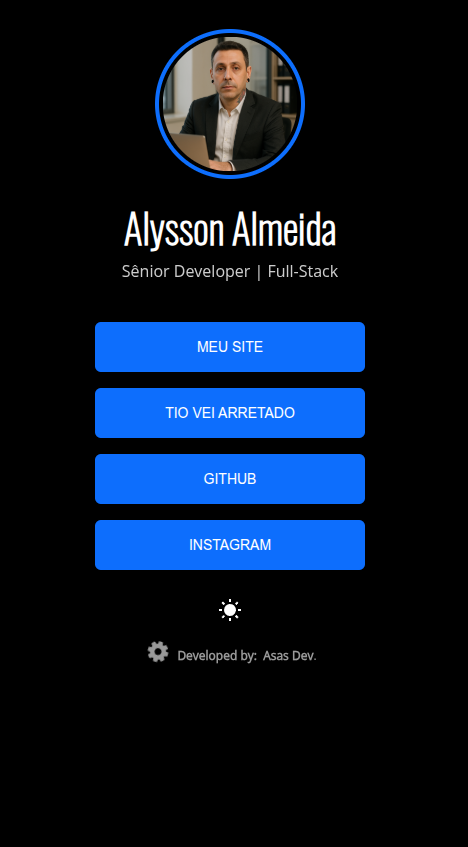 Alysson Almeida
Sênior Developer | Full-Stack
MEU SITE
TIO VEI ARRETADO
GITHUB
INSTAGRAM
Developed by: Asas Dev.